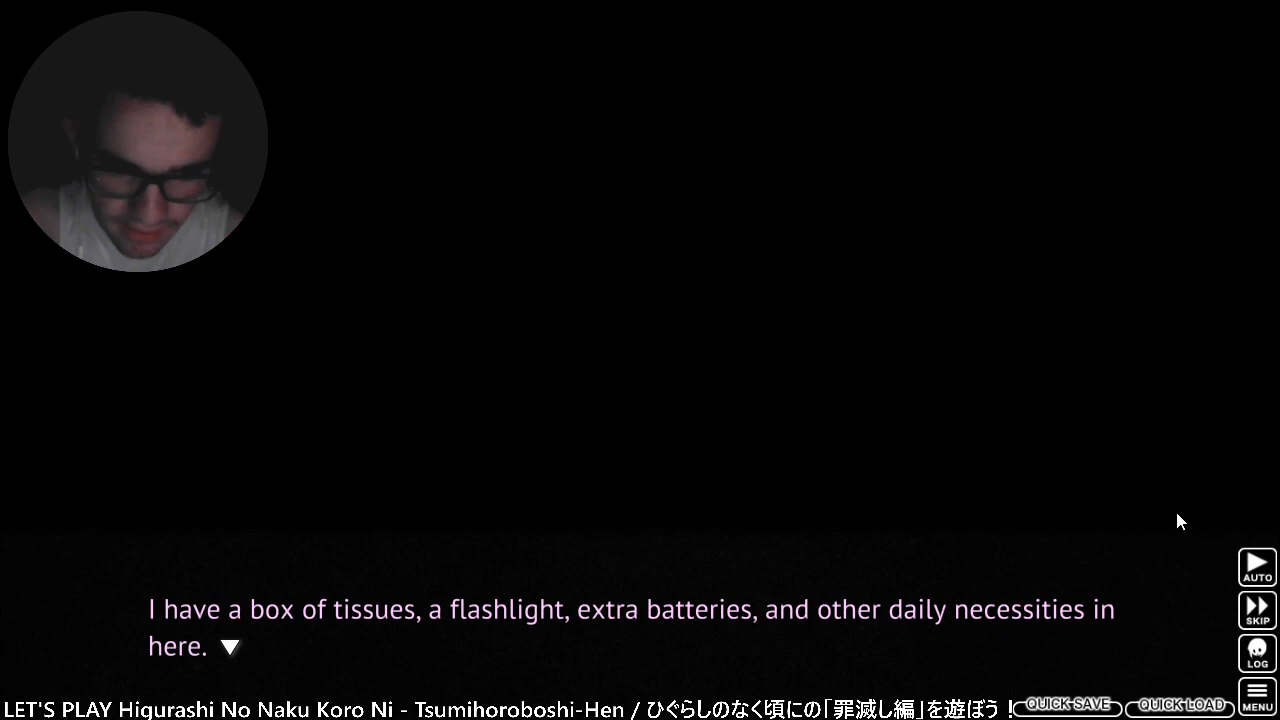 I have a box of tissues, a flashlight, extra batteries, and other daily necessities in
here.
AUTO
SKIP
LOG
MENU
LET'S PLAY Higurashi No Naku Koro Ni - Tsumihoroboshi-Hen / ひぐらしのなく頃にの「罪滅し編」を遊ぼう！
QUICK SAVE
QUICK LOAD